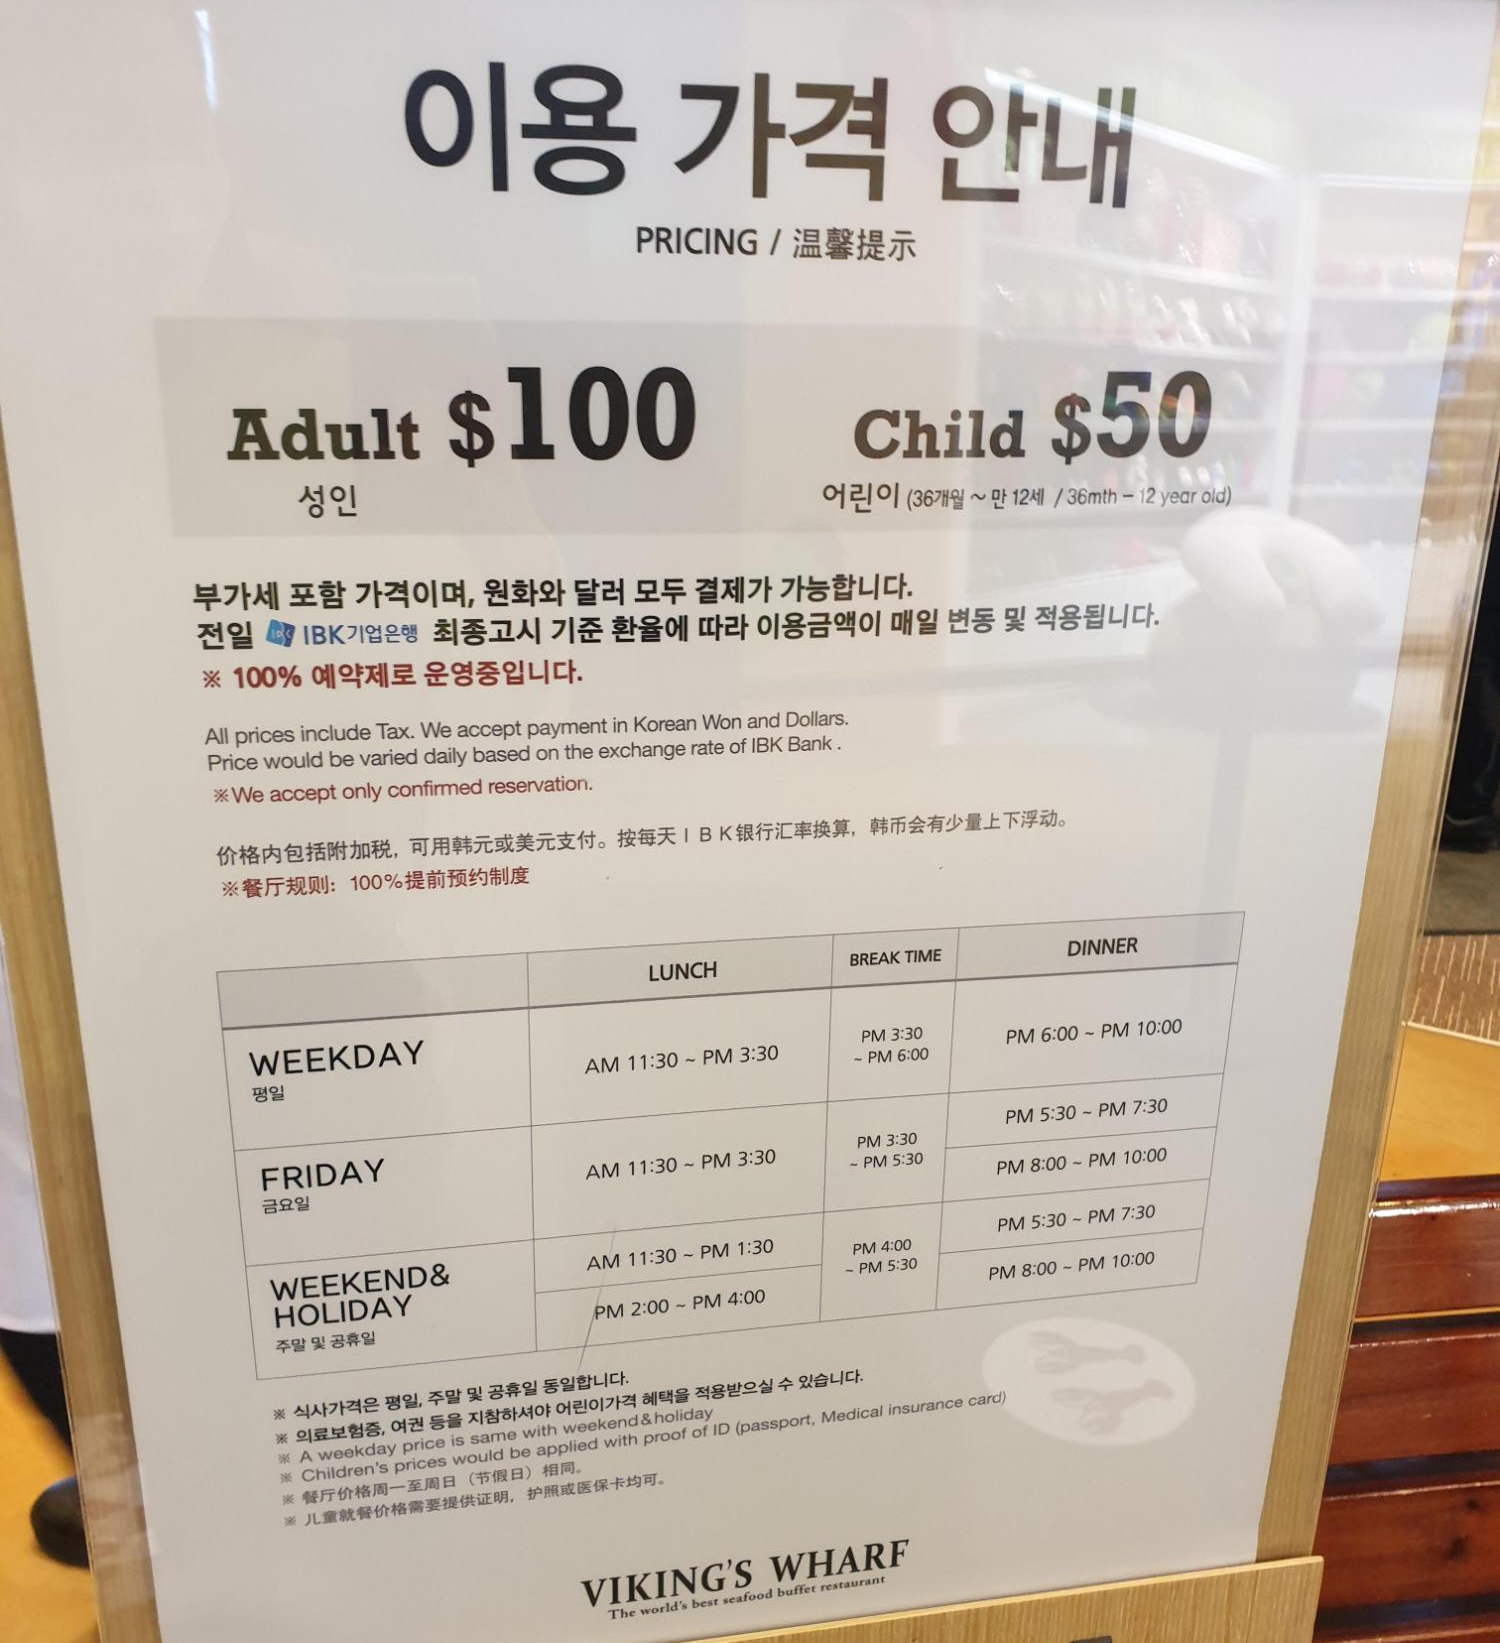 이용 가격 안내
PRICING / 温馨提示
Adult $100
성인
Child $50
어린이 (36개월 ~ 만 12세 / 36mth – 12 year old)
부가세 포함 가격이며, 원화와 달러 모두 결제가 가능합니다.
전일 IBK기업은행 최종고시 기준 환율에 따라 이용금액이 매일 변동 및 적용됩니다.
※ 100% 예약제로 운영중입니다.
All prices include Tax. We accept payment in Korean Won and Dollars.
Price would be varied daily based on the exchange rate of IBK Bank .
※We accept only confirmed reservation.
价格内包括附加税, 可用韩元或美元支付。按每天ＩＢＫ银行汇率换算, 韩币会有少量上下浮动。
※餐厅规则: 100%提前预约制度
LUNCH BREAK TIME DINNER
WEEKDAY
평일
AM 11:30 ~ PM 3:30
PM 3:30
~ PM 6:00
PM 6:00 ~ PM 10:00
FRIDAY
금요일
AM 11:30 ~ PM 3:30
PM 3:30
~ PM 5:30
PM 5:30 ~ PM 7:30
PM 8:00 ~ PM 10:00
WEEKEND&
HOLIDAY
주말 및 공휴일
AM 11:30 ~ PM 1:30
PM 2:00 ~ PM 4:00
PM 4:00
~ PM 5:30
PM 5:30 ~ PM 7:30
PM 8:00 ~ PM 10:00
※ 식사가격은 평일, 주말 및 공휴일 동일합니다.
※ 의료보험증, 여권 등을 지참하셔야 어린이가격 혜택을 적용받으실 수 있습니다.
※ A weekday price is same with weekend&holiday
※ Children's prices would be applied with proof of ID (passport, Medical insurance card)
※ 餐厅价格周一至周日（节假日）相同。
※ 儿童就餐价格需要提供证明, 护照或医保卡均可。
VIKING'S WHARF
The world's best seafood buffet restaurant